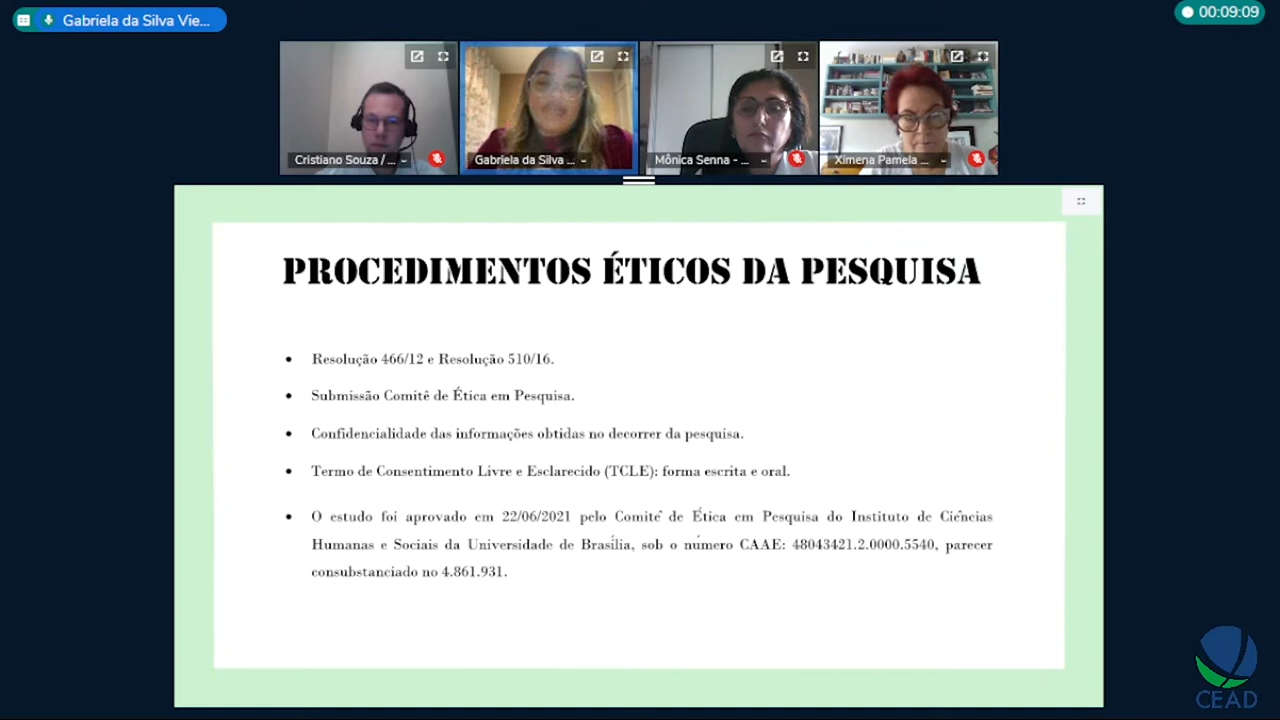 Gabriela da Silva Vie...
00:09:09
Cristiano Souza / ...
Gabriela da Silva ...
Mônica Senna - ...
Ximena Pamela ...
PROCEDIMENTOS ÉTICOS DA PESQUISA
• Resolução 466/12 e Resolução 510/16.
• Submissão Comitê de Ética em Pesquisa.
• Confidencialidade das informações obtidas no decorrer da pesquisa.
• Termo de Consentimento Livre e Esclarecido (TCLE): forma escrita e oral.
• O estudo foi aprovado em 22/06/2021 pelo Comitê de Ética em Pesquisa do Instituto de Ciências
Humanas e Sociais da Universidade de Brasília, sob o número CAAE: 48043421.2.0000.5540, parecer
consubstanciado no 4.861.931.
CEAD